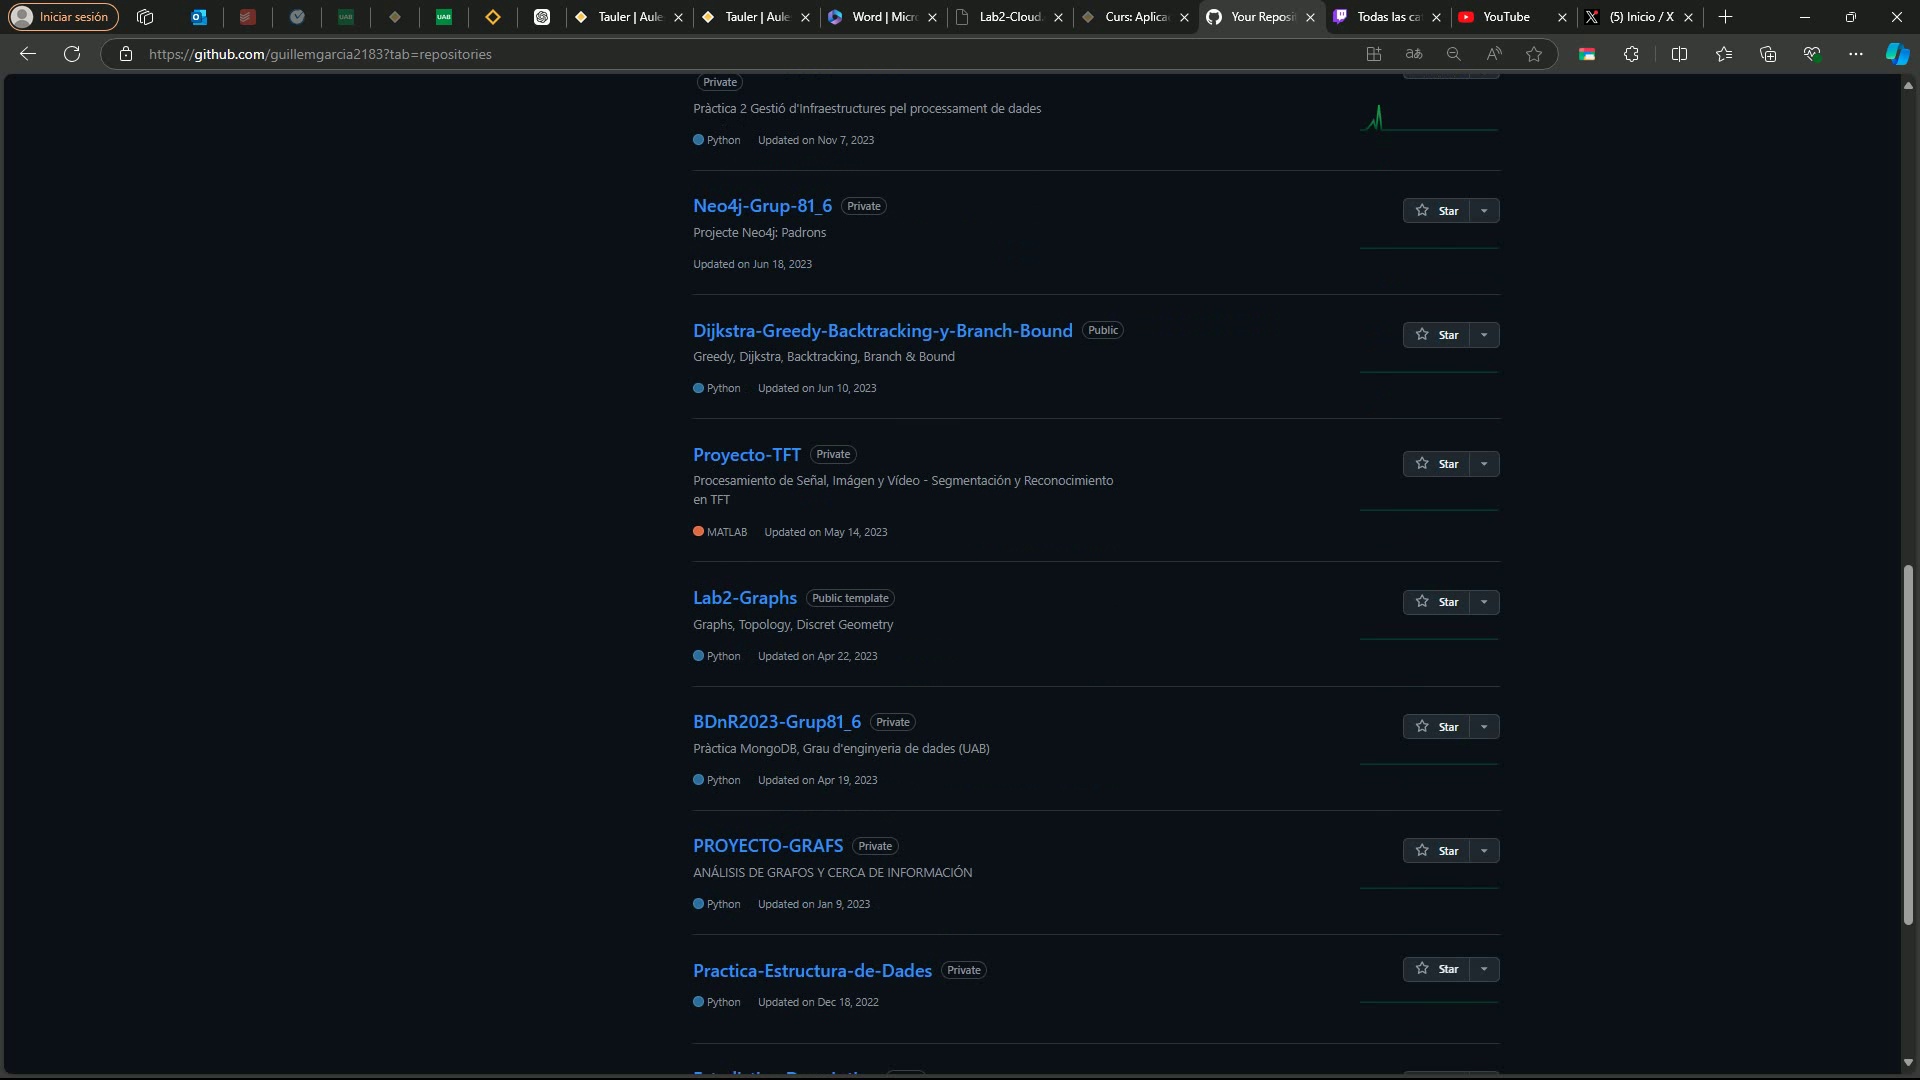 Iniciar sesión
UAB
UAB
Tauler | Aule
Tauler | Aule
Word | Micr
Lab2-Cloud.
Curs: Aplica
Your Reposit
Todas las ca
YouTube
(5) Inicio / X
https://github.com/guillemgarcia2183?tab=repositories
Private
Pràctica 2 Gestió d'Infraestructures pel processament de dades
Python Updated on Nov 7, 2023
Neo4j-Grup-81_6 Private
Star
Projecte Neo4j: Padrons
Updated on Jun 18, 2023
Dijkstra-Greedy-Backtracking-y-Branch-Bound Public
Star
Greedy, Dijkstra, Backtracking, Branch & Bound
Python Updated on Jun 10, 2023
Proyecto-TFT Private
Star
Procesamiento de Señal, Imágen y Vídeo - Segmentación y Reconocimiento
en TFT
MATLAB Updated on May 14, 2023
Lab2-Graphs Public template
Star
Graphs, Topology, Discret Geometry
Python Updated on Apr 22, 2023
BDnR2023-Grup81_6 Private
Star
Pràctica MongoDB, Grau d'enginyeria de dades (UAB)
Python Updated on Apr 19, 2023
PROYECTO-GRAFS Private
Star
ANÁLISIS DE GRAFOS Y CERCA DE INFORMACIÓN
Python Updated on Jan 9, 2023
Practica-Estructura-de-Dades Private
Star
Python Updated on Dec 18, 2022